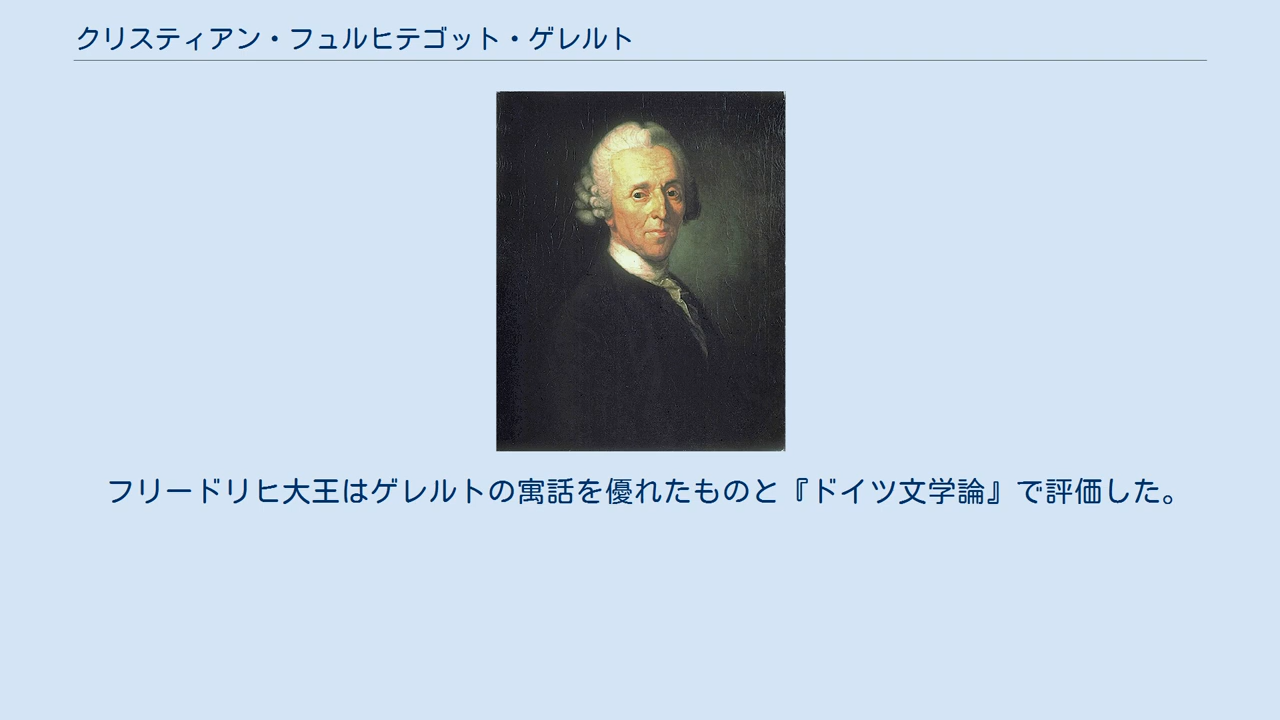 クリスティアン・フュルヒテゴット・ゲレルト
フリードリヒ大王はゲレルトの寓話を優れたものと『ドイツ文学論』で評価した。